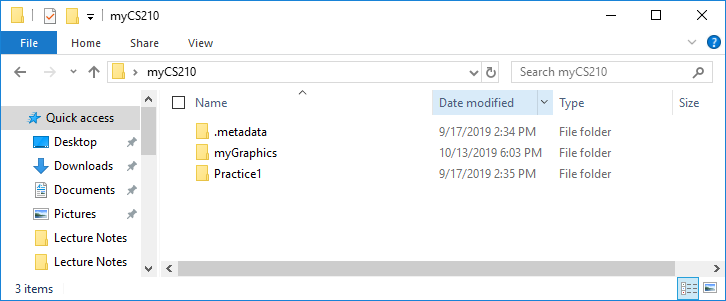 myCS210
File Home Share View
myCS210 Search myCS210
Name Date modified Type Size
Quick access
Desktop
Downloads
Documents
Pictures
Lecture Notes
Lecture Notes
.metadata 9/17/2019 2:34 PM File folder
myGraphics 10/13/2019 6:03 PM File folder
Practice1 9/17/2019 2:35 PM File folder
3 items